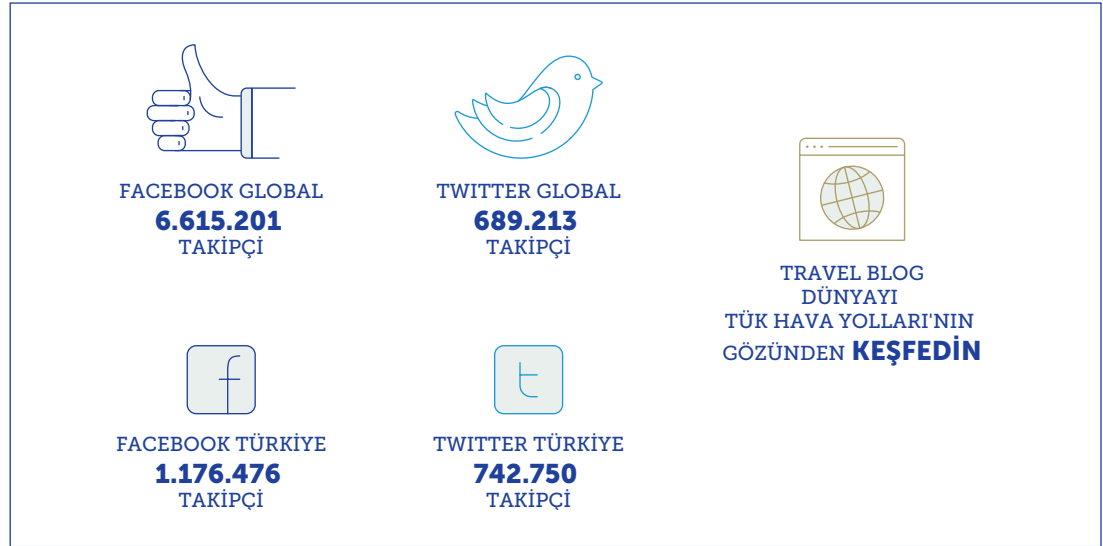 FACEBOOK GLOBAL
6.615.201
TAKİPÇİ
TWITTER GLOBAL
689.213
TAKİPÇİ
FACEBOOK TÜRKİYE
1.176.476
TAKİPÇİ
TWITTER TÜRKİYE
742.750
TAKİPÇİ
TRAVEL BLOG
DÜNYAYI
TÜK HAVA YOLLARI'NIN
GÖZÜNDEN KEŞFEDİN